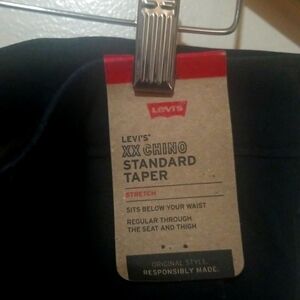 LEVI'S
LEVI'S®
XX CHINO
STANDARD
TAPER
STRETCH
SITS BELOW YOUR WAIST
REGULAR THROUGH
THE SEAT AND THIGH
ORIGINAL STYLE.
RESPONSIBLY MADE.